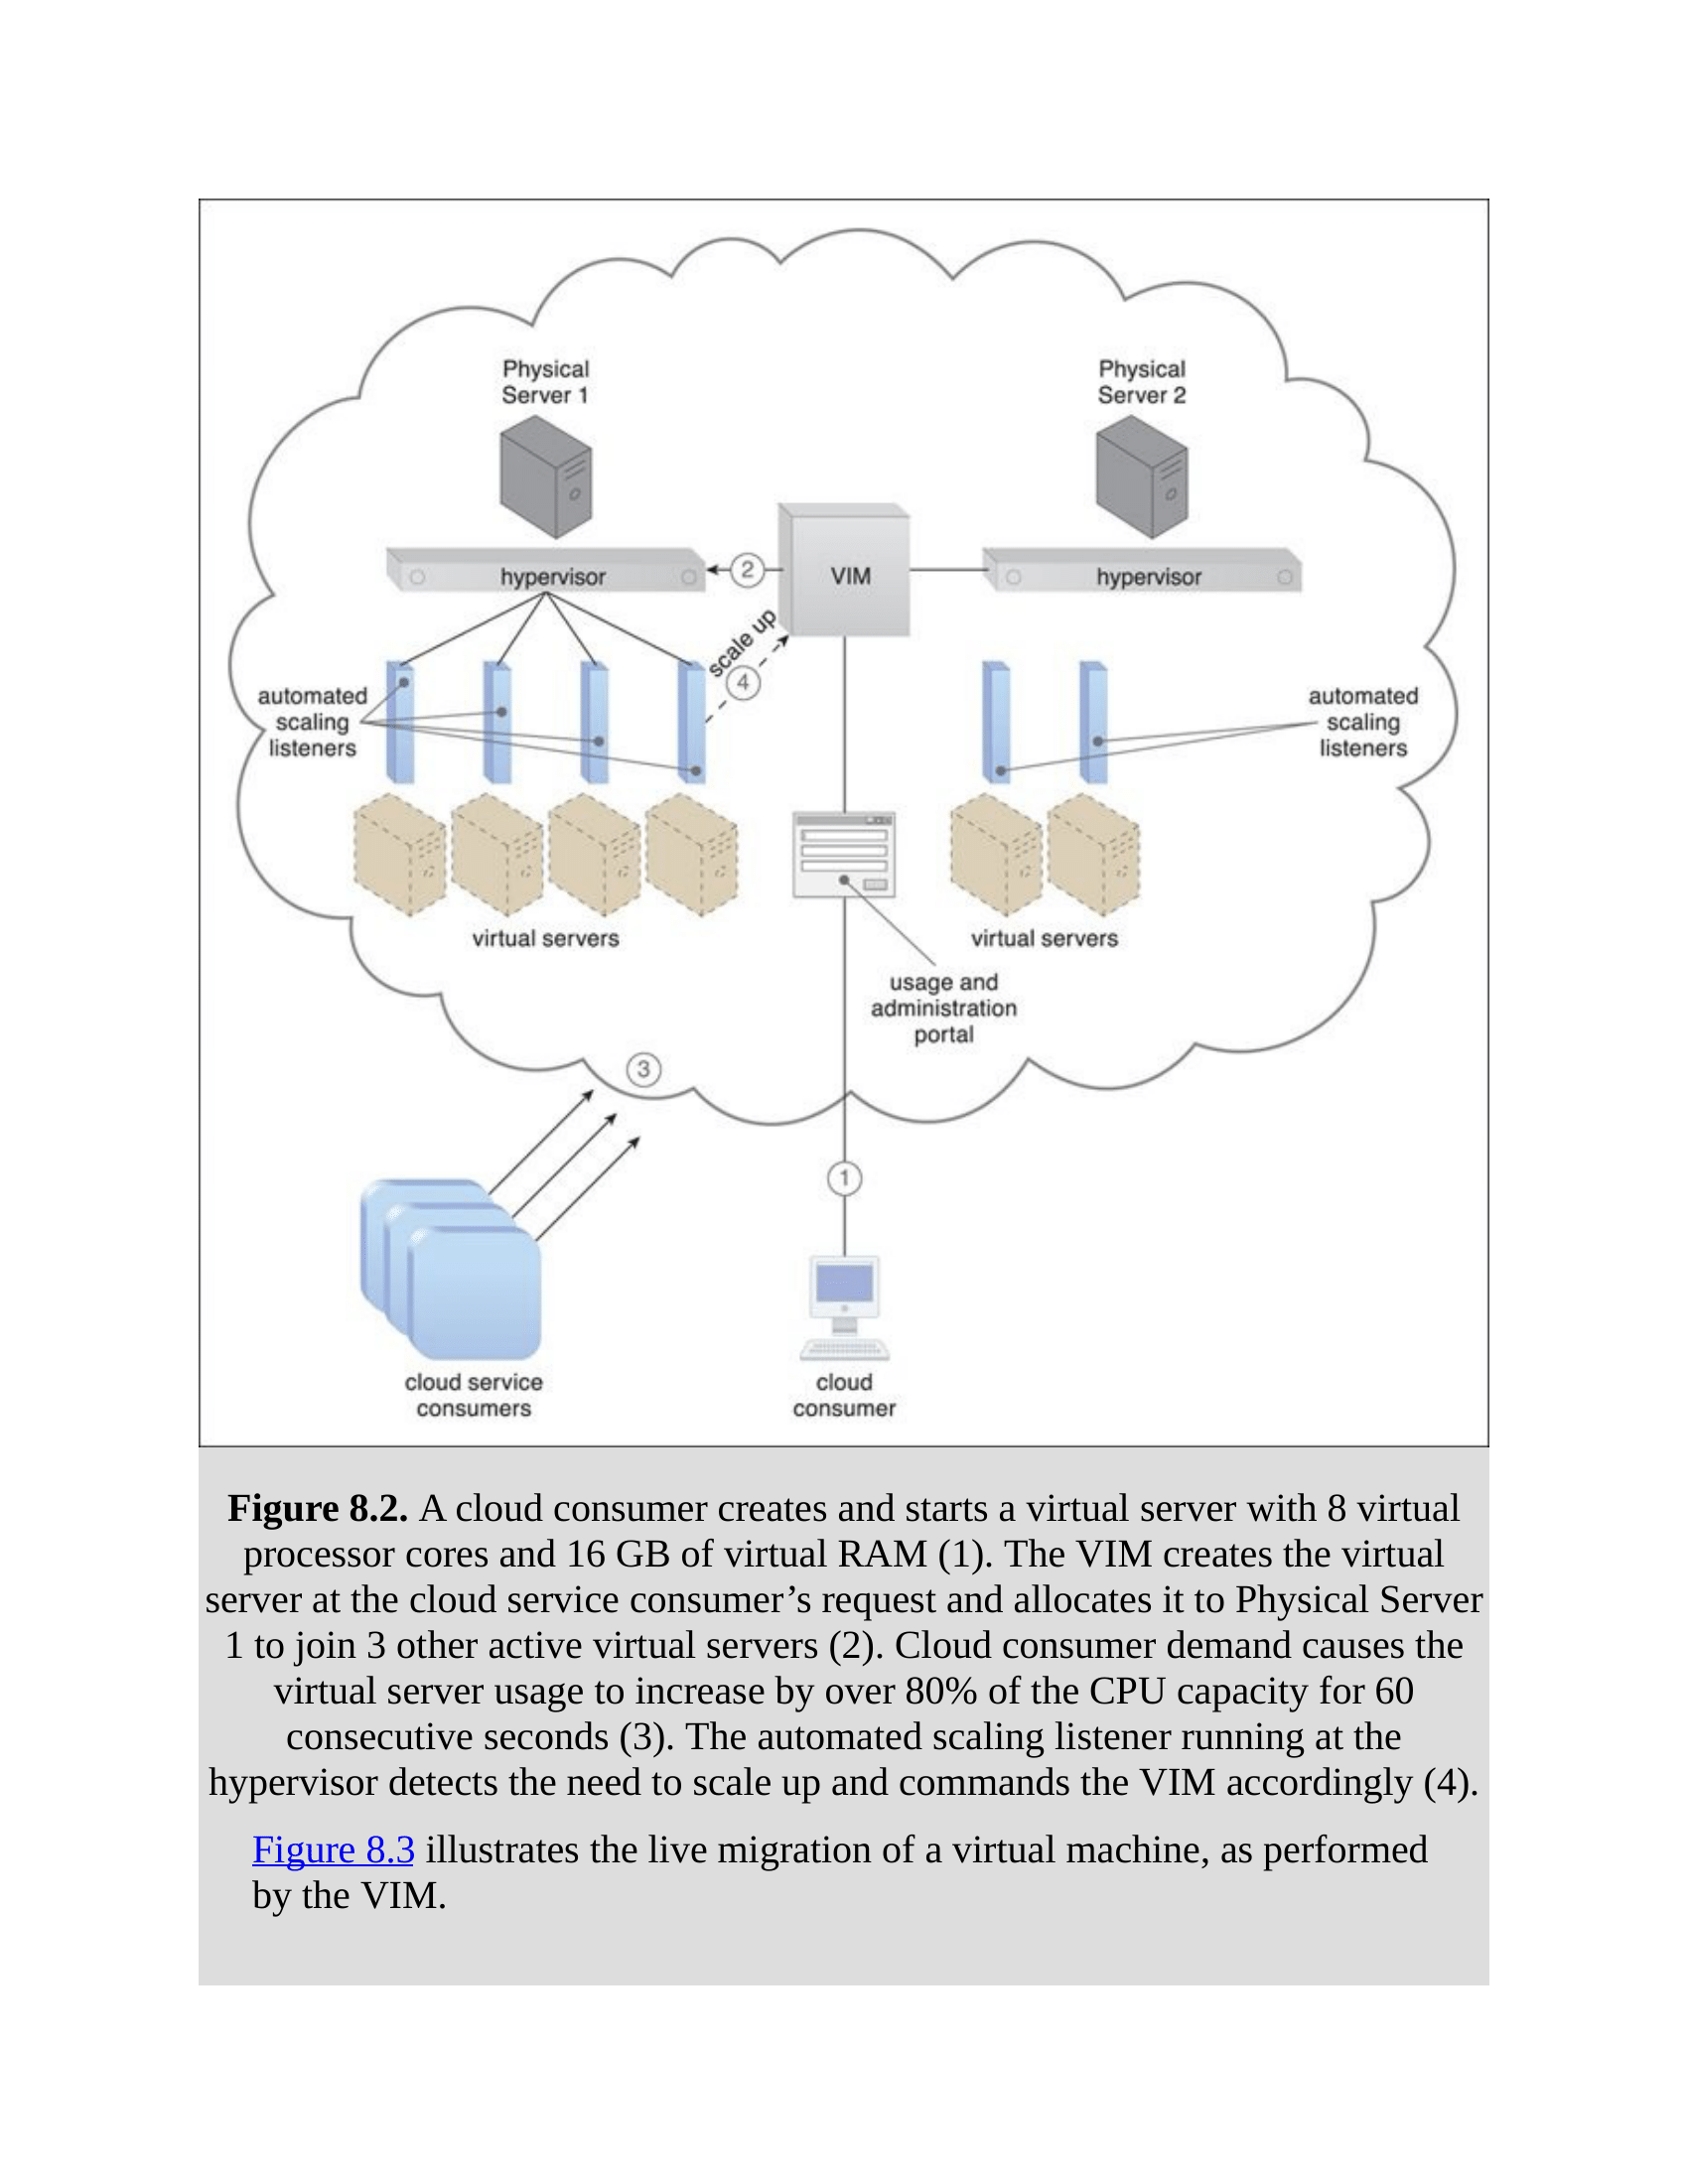 Physical
Server 1
Physical
Server 2
hypervisor
2
VIM
hypervisor
scale up
4
automated
scaling
listeners
automated
scaling
listeners
virtual servers
virtual servers
usage and
administration
portal
3
1
cloud service
consumers
cloud
consumer
Figure 8.2. A cloud consumer creates and starts a virtual server with 8 virtual
processor cores and 16 GB of virtual RAM (1). The VIM creates the virtual
server at the cloud service consumer’s request and allocates it to Physical Server
1 to join 3 other active virtual servers (2). Cloud consumer demand causes the
virtual server usage to increase by over 80% of the CPU capacity for 60
consecutive seconds (3). The automated scaling listener running at the
hypervisor detects the need to scale up and commands the VIM accordingly (4).
Figure 8.3 illustrates the live migration of a virtual machine, as performed
by the VIM.